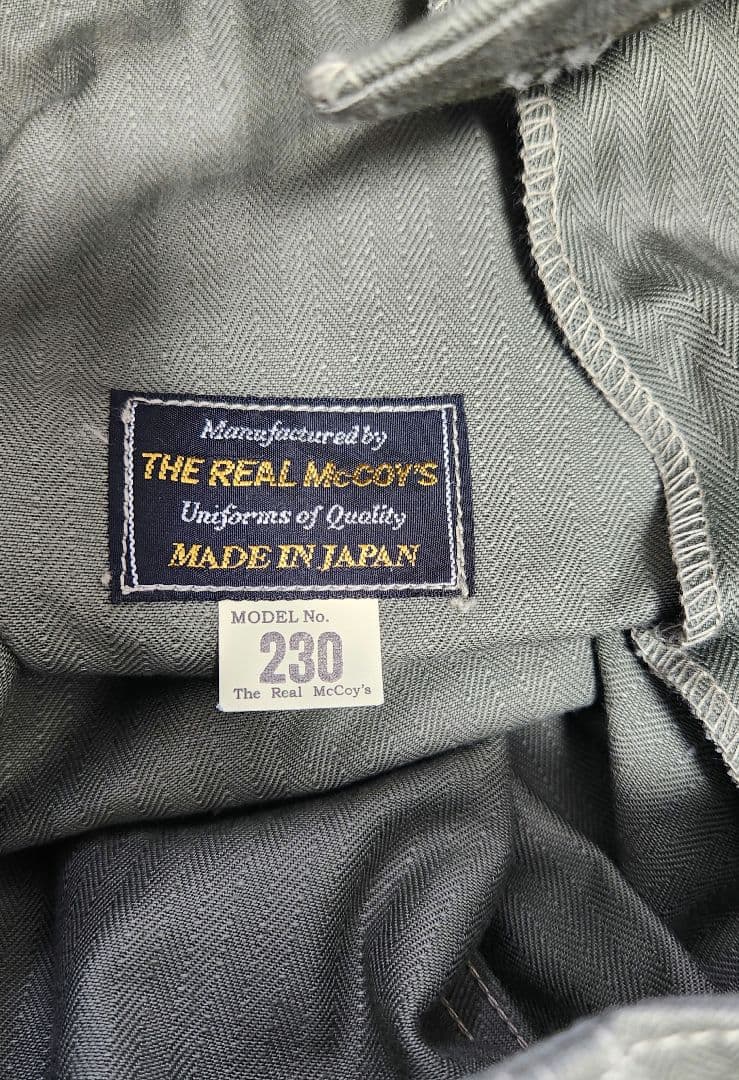 Manufactured by
THE REAL McCOY'S
Uniforms of Quality
MADE IN JAPAN
MODEL No.
230
The Real McCoy's